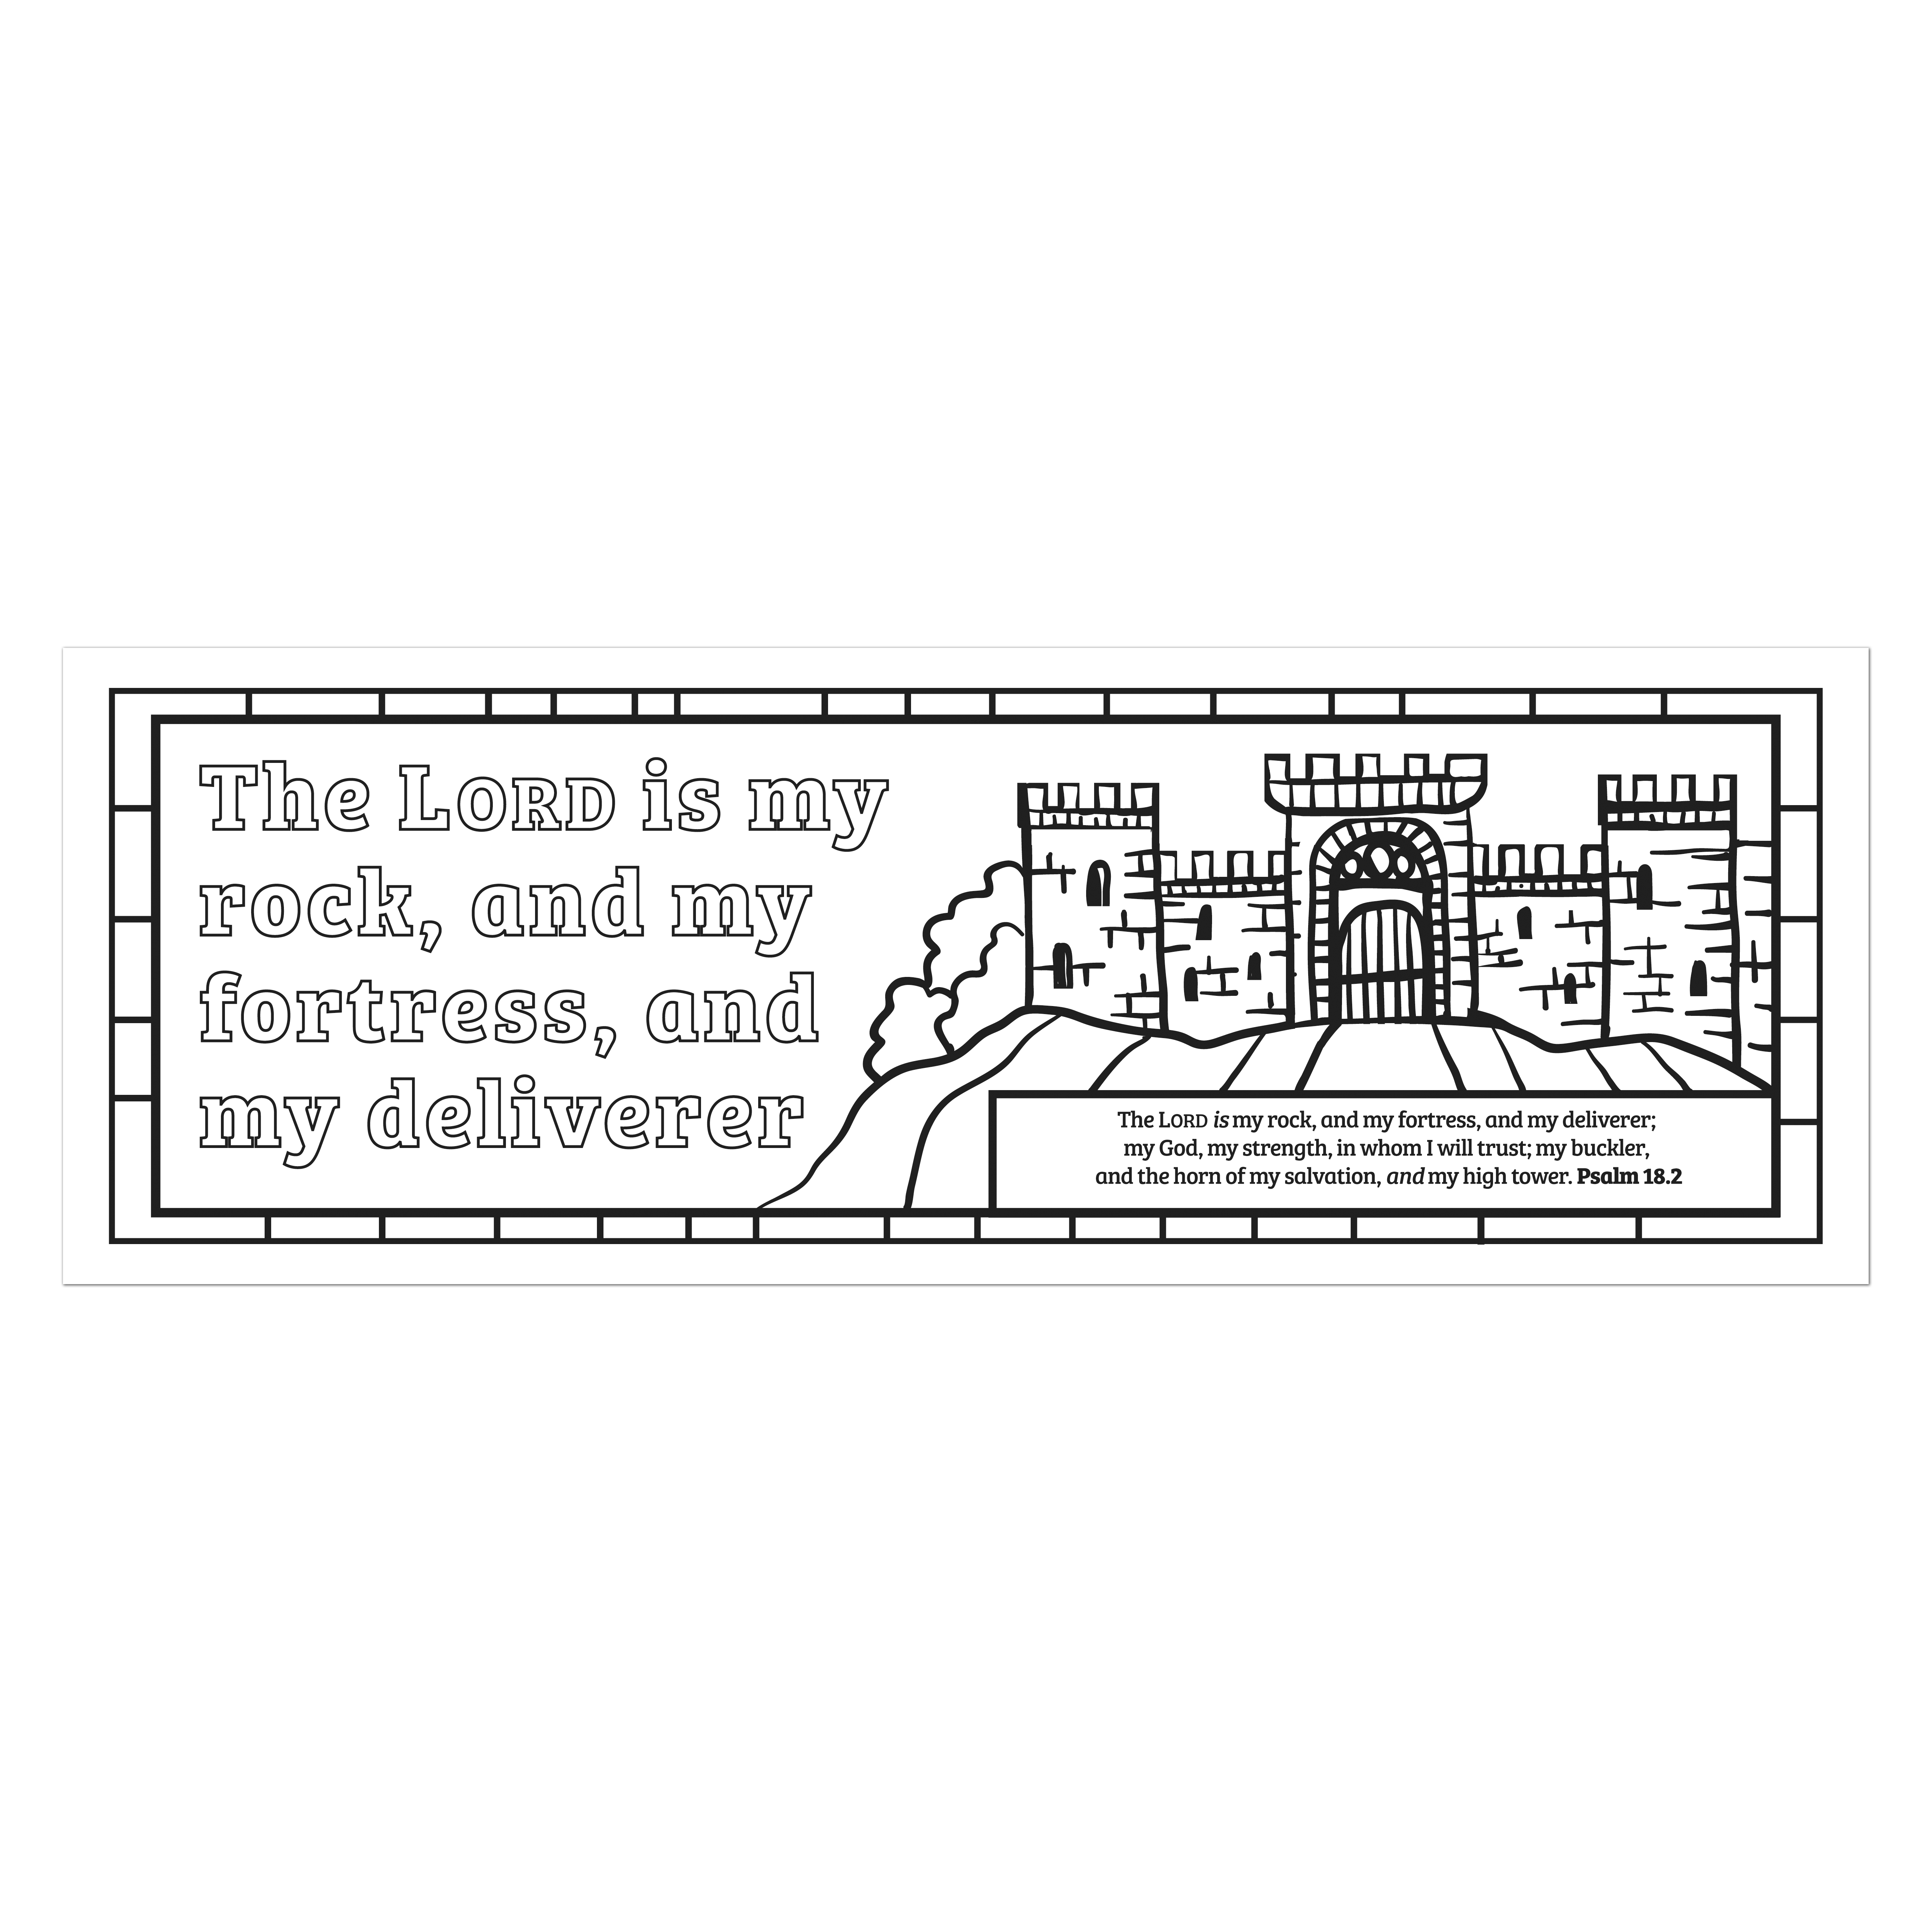 The LORD is my
rock, and my
fortress, and
my deliverer
The LORD is my rock, and my fortress, and my deliverer;
my God, my strength, in whom I will trust; my buckler,
and the horn of my salvation, and my high tower. Psalm 18.2